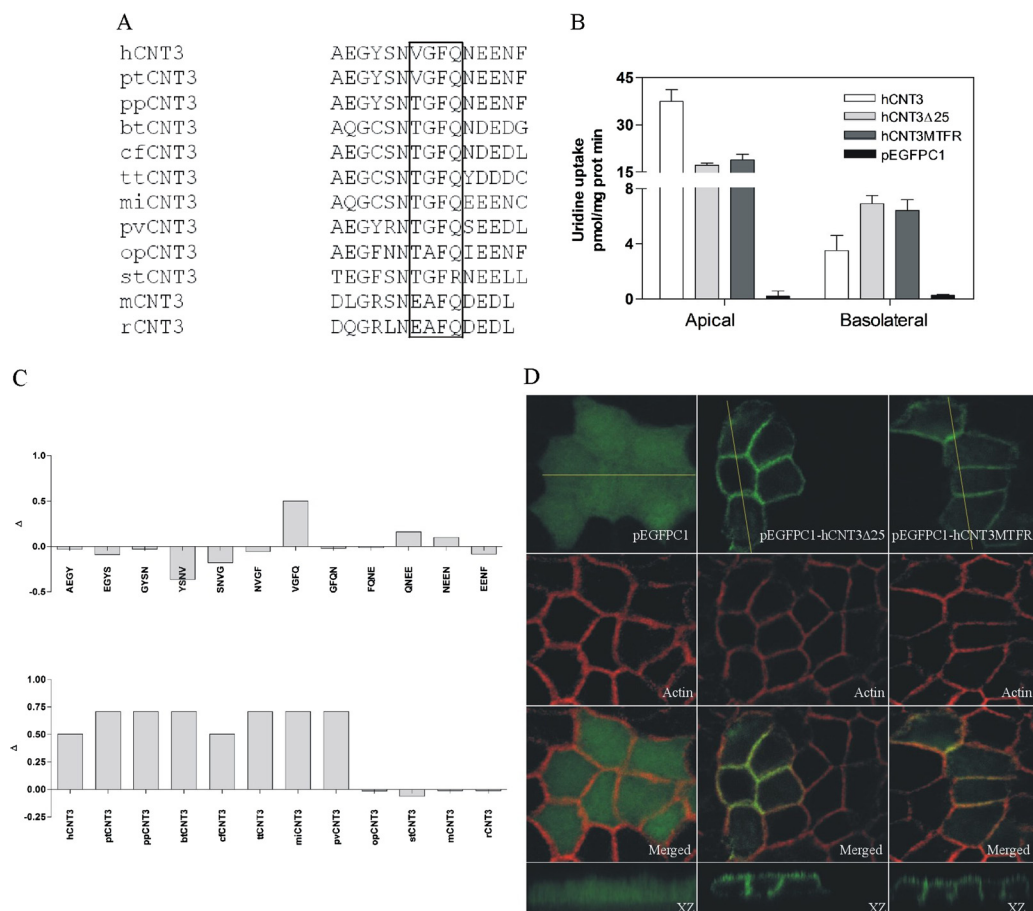 A
hCNT3 AEGYSNVGFQNEENF
ptCNT3 AEGYSNVGFQNEENF
ppCNT3 AEGYSNTGFQNEENF
btCNT3 AQGCSNTGFQNDEDG
cfCNT3 AEGCSNTGFQNDEDL
ttCNT3 AEGCSNTGFQYDDDC
miCNT3 AQGCSNTGFQEEENC
pvCNT3 AEGYRNTGFQSEEDL
opCNT3 AEGFNNTAFQIEENF
stCNT3 TEGFSNTGFRNEELL
mCNT3 DLGRSNEAFQDEDL
rCNT3 DQGRLNEAFQDEDL
B
Uridine uptake
pmol/mg prot min
45
30
15
8
4
0
hCNT3
hCNT3Δ25
hCNT3MTFR
pEGFPC1
Apical Basolateral
C
Δ
1.0
0.5
0.0
-0.5
AEGY EGYS GYSN YSNV SNVG NVGF VGFQ GFQN FQNE QNEE NEEN EENF
Δ
1.00
0.75
0.50
0.25
0.00
-0.25
hCNT3 ptCNT3 ppCNT3 btCNT3 cfCNT3 ttCNT3 miCNT3 pvCNT3 opCNT3 stCNT3 mCNT3 rCNT3
D
pEGFPC1 pEGFPC1-hCNT3Δ25 pEGFPC1-hCNT3MTFR
Actin Actin Actin
Merged Merged Merged
XZ XZ XZ